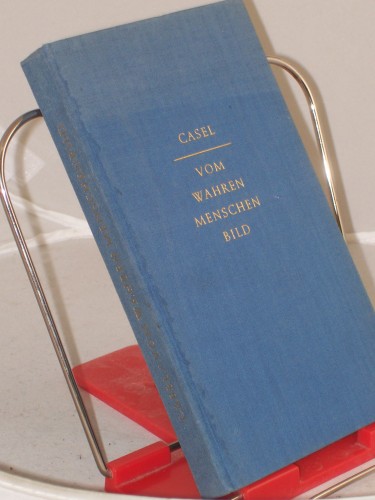 CASEL
VOM
WAHREN
MENSCHEN
BILD